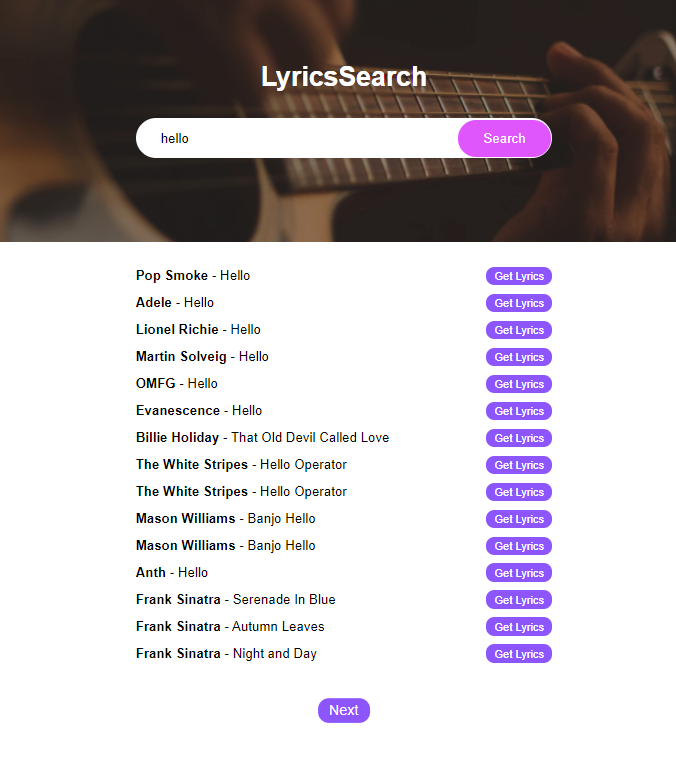 LyricsSearch
hello Search
Pop Smoke - Hello Get Lyrics
Adele - Hello Get Lyrics
Lionel Richie - Hello Get Lyrics
Martin Solveig - Hello Get Lyrics
OMFG - Hello Get Lyrics
Evanescence - Hello Get Lyrics
Billie Holiday - That Old Devil Called Love Get Lyrics
The White Stripes - Hello Operator Get Lyrics
The White Stripes - Hello Operator Get Lyrics
Mason Williams - Banjo Hello Get Lyrics
Mason Williams - Banjo Hello Get Lyrics
Anth - Hello Get Lyrics
Frank Sinatra - Serenade In Blue Get Lyrics
Frank Sinatra - Autumn Leaves Get Lyrics
Frank Sinatra - Night and Day Get Lyrics
Next